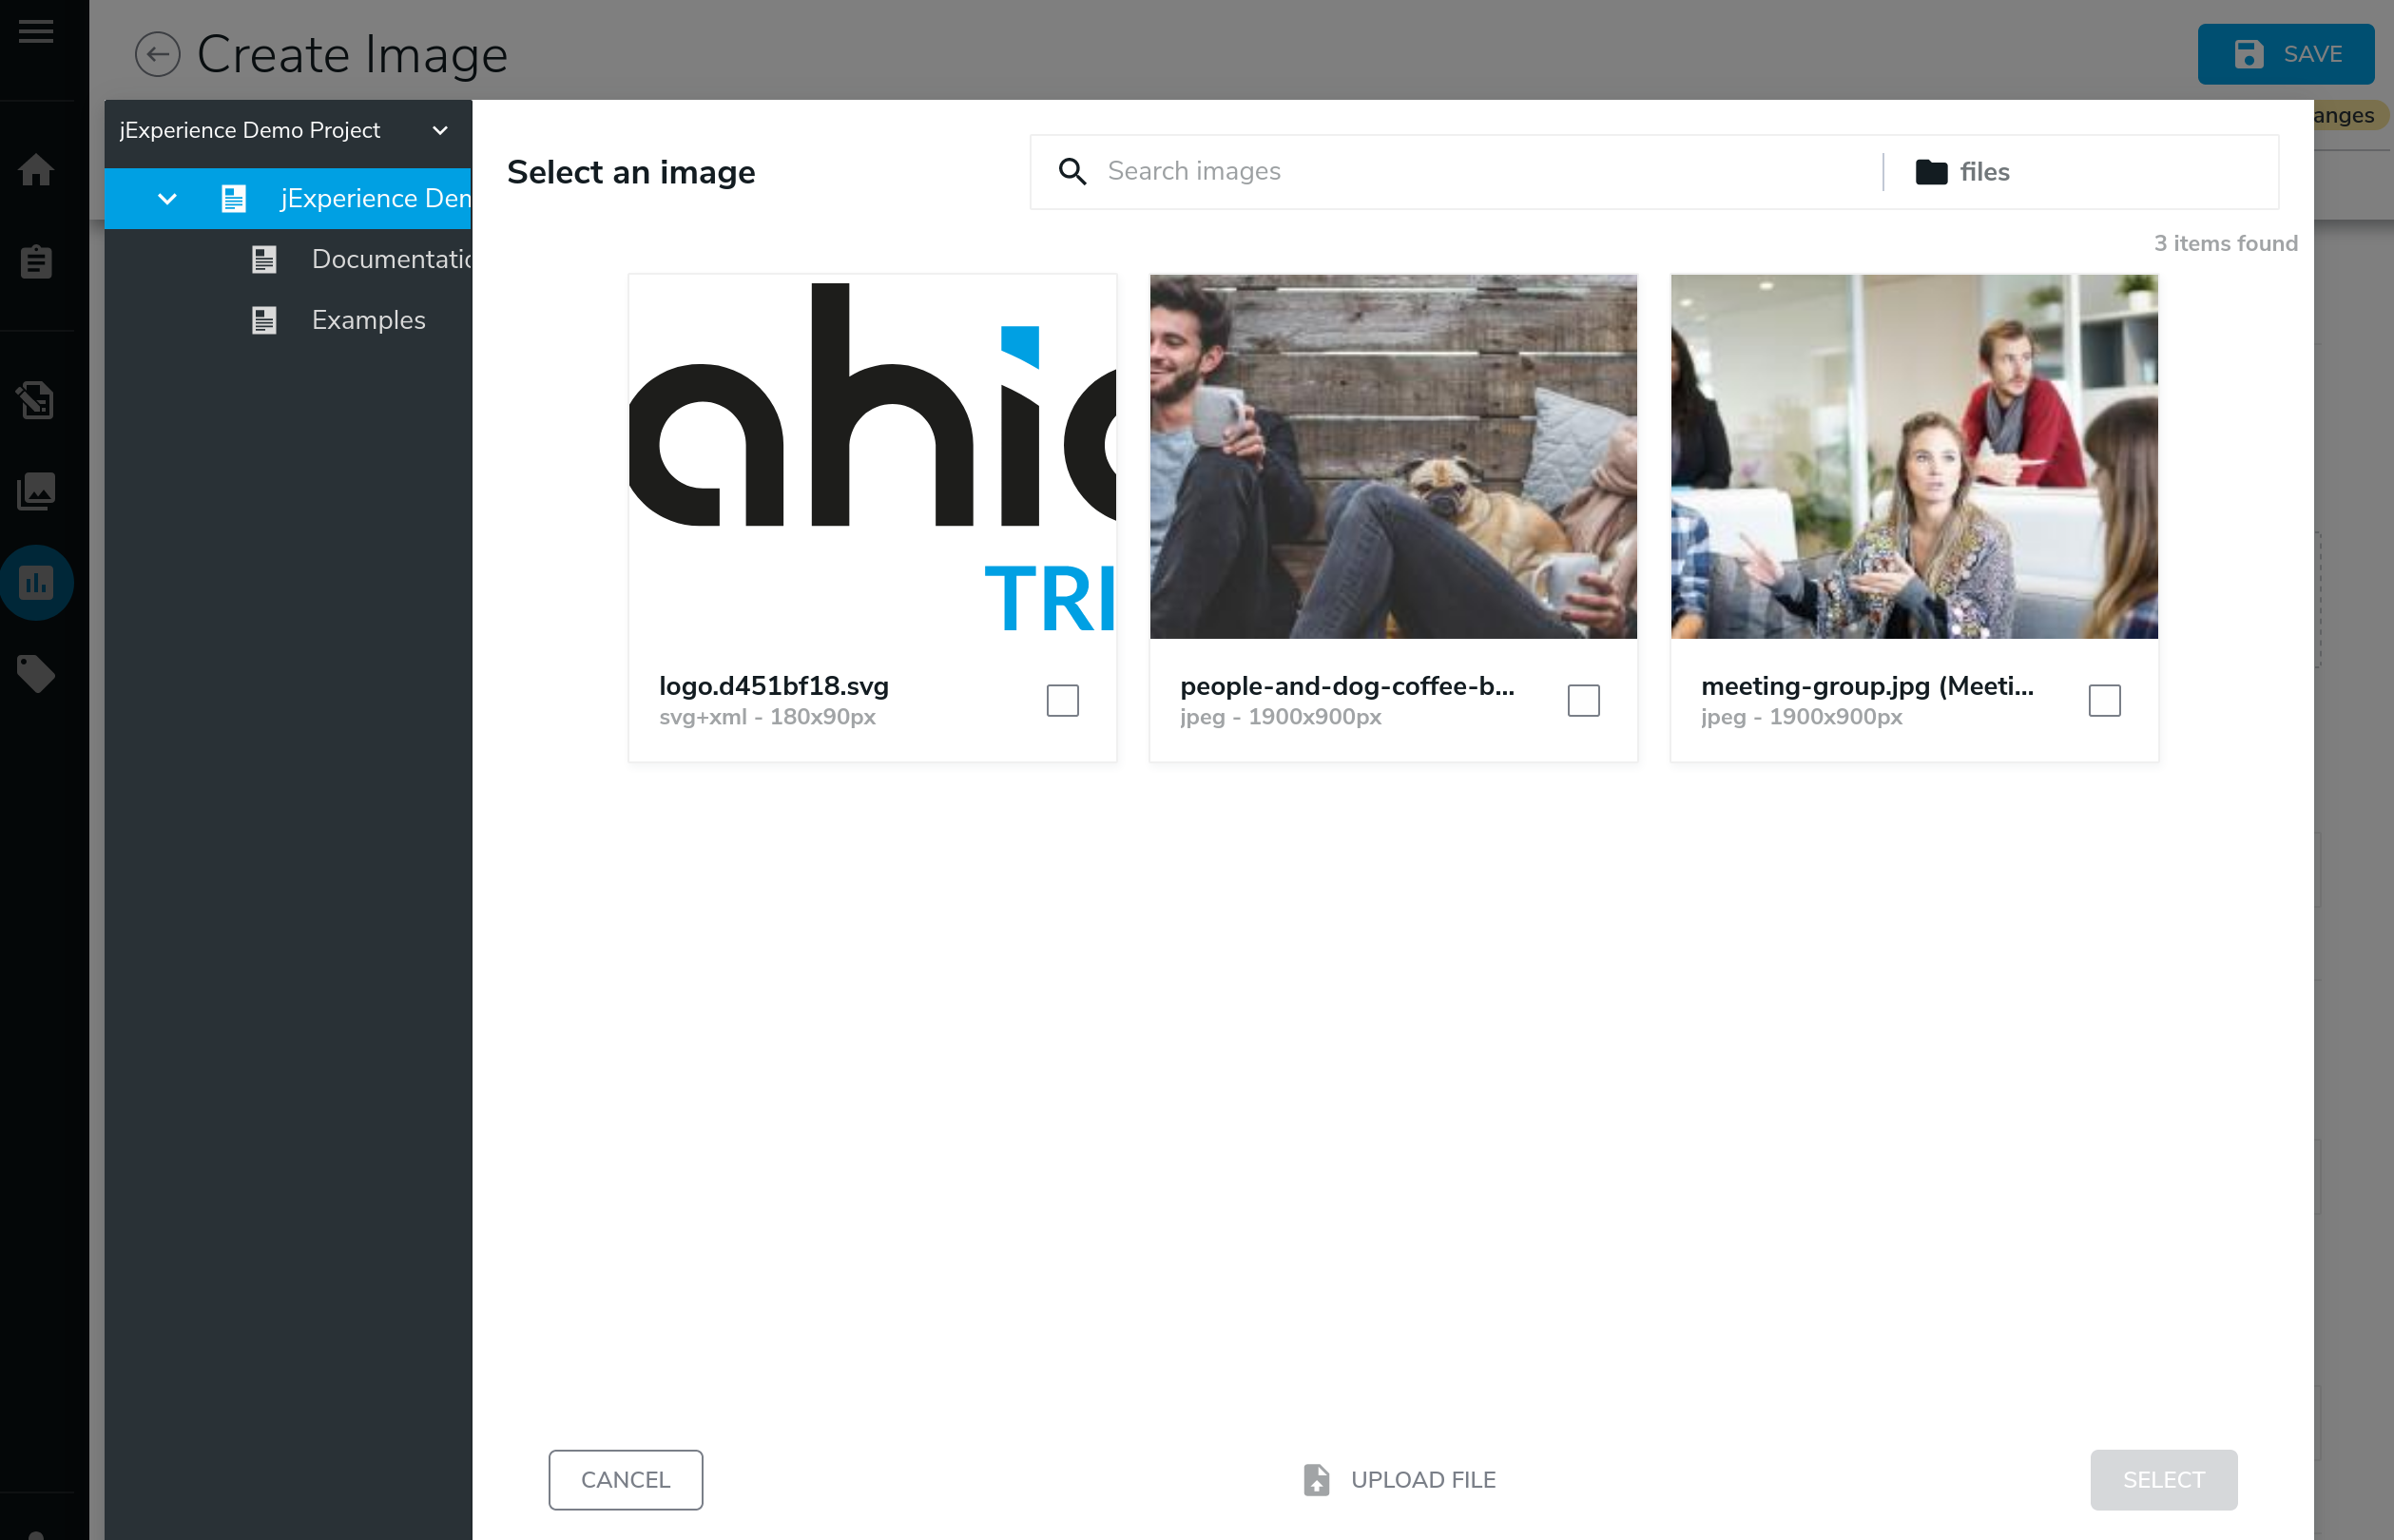 Create Image
SAVE
anges
jExperience Demo Project
jExperience Den
Documentatic
Examples
Select an image
Search images
files
3 items found
ahic
TRI
logo.d451bf18.svg
svg+xml - 180x90px
people-and-dog-coffee-b...
jpeg - 1900x900px
meeting-group.jpg (Meeti...
jpeg - 1900x900px
CANCEL
UPLOAD FILE
SELECT